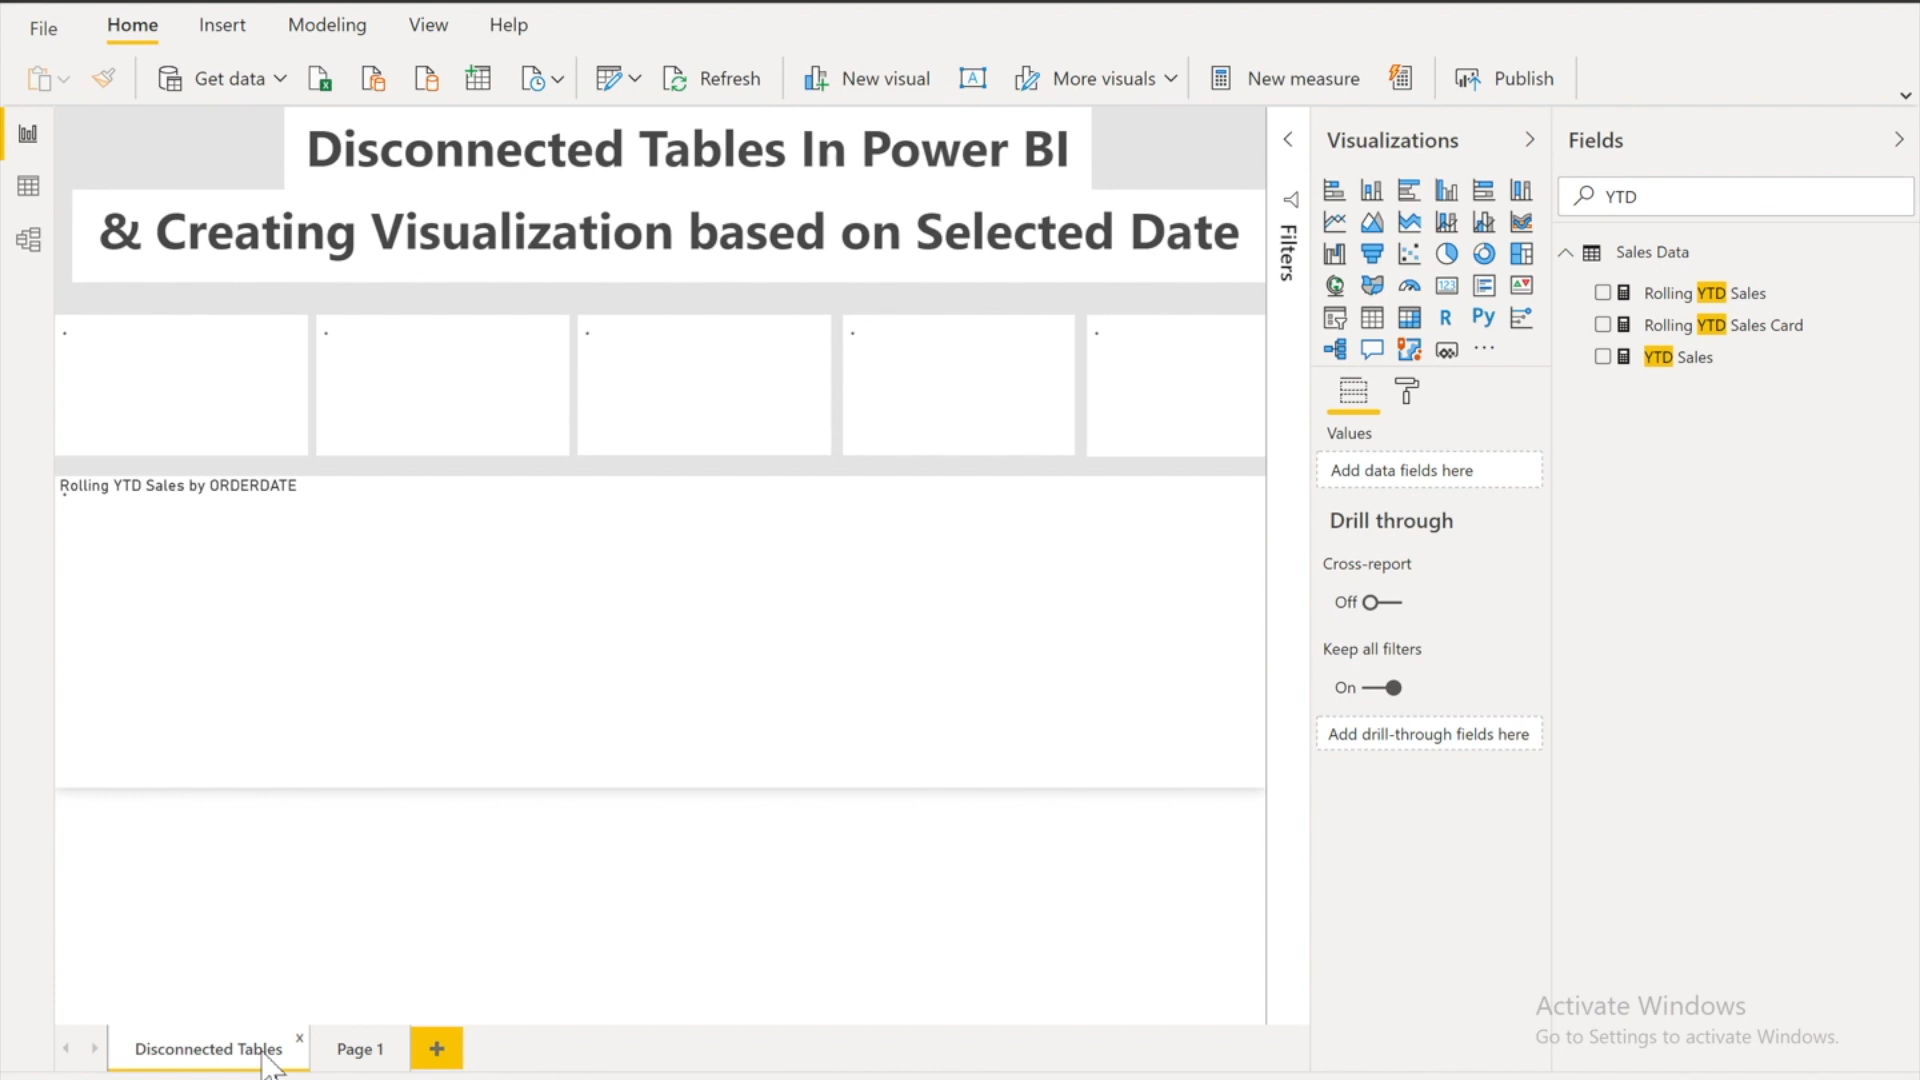 File
Home
Insert
Modeling
View
Help
Get data
Refresh
New visual
More visuals
New measure
Publish
Disconnected Tables In Power BI
& Creating Visualization based on Selected Date
Rolling YTD Sales by ORDERDATE
Filters
Visualizations
123
R
Py
Values
Add data fields here
Drill through
Cross-report
Off
Keep all filters
On
Add drill-through fields here
Fields
YTD
Sales Data
Rolling YTD Sales
Rolling YTD Sales Card
YTD Sales
Activate Windows
Go to Settings to activate Windows.
Disconnected Tables
x
Page 1
+